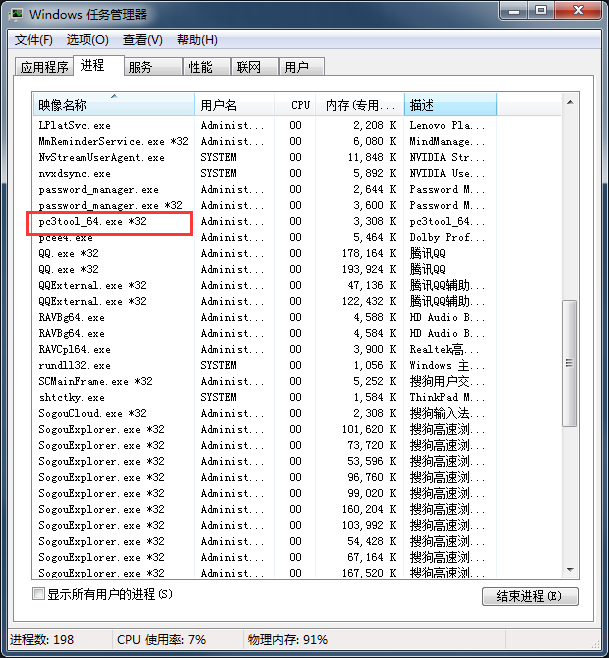 Windows 任务管理器
文件(F) 选项(O) 查看(V) 帮助(H)
应用程序 进程 服务 性能 联网 用户
映像名称 用户名 CPU 内存(专用... 描述
LPlatSvc.exe Administ... 00 2,208 K Lenovo Pla...
MmReminderService.exe *32 Administ... 00 6,080 K MindManage...
NvStreamUserAgent.exe SYSTEM 00 11,848 K NVIDIA Str...
nvxdsync.exe SYSTEM 00 5,892 K NVIDIA Use...
password_manager.exe Administ... 00 2,644 K Password M...
password_manager.exe *32 Administ... 00 3,600 K Password M...
pc3tool_64.exe *32 Administ... 00 3,308 K pc3tool_64...
pcee4.exe Administ... 00 5,464 K Dolby Prof...
QQ.exe *32 Administ... 00 178,164 K 腾讯QQ
QQ.exe *32 Administ... 00 193,924 K 腾讯QQ
QQExternal.exe *32 Administ... 00 47,136 K 腾讯QQ辅助...
QQExternal.exe *32 Administ... 00 122,432 K 腾讯QQ辅助...
RAVBg64.exe Administ... 00 4,588 K HD Audio B...
RAVBg64.exe Administ... 00 4,584 K HD Audio B...
RAVCpl64.exe Administ... 00 3,900 K Realtek高...
rundll32.exe SYSTEM 00 1,056 K Windows 主...
SCMainFrame.exe *32 Administ... 00 5,252 K 搜狗用户交...
shtctky.exe SYSTEM 00 1,584 K ThinkPad M...
SogouCloud.exe *32 Administ... 00 2,308 K 搜狗输入法...
SogouExplorer.exe *32 Administ... 00 101,620 K 搜狗高速浏...
SogouExplorer.exe *32 Administ... 00 73,720 K 搜狗高速浏...
SogouExplorer.exe *32 Administ... 00 53,596 K 搜狗高速浏...
SogouExplorer.exe *32 Administ... 00 96,760 K 搜狗高速浏...
SogouExplorer.exe *32 Administ... 00 99,020 K 搜狗高速浏...
SogouExplorer.exe *32 Administ... 00 160,204 K 搜狗高速浏...
SogouExplorer.exe *32 Administ... 00 103,992 K 搜狗高速浏...
SogouExplorer.exe *32 Administ... 00 54,428 K 搜狗高速浏...
SogouExplorer.exe *32 Administ... 00 67,164 K 搜狗高速浏...
SogouExplorer.exe *32 Administ... 00 167,520 K 搜狗高速浏...
显示所有用户的进程(S) 结束进程(E)
进程数: 198 CPU 使用率: 7% 物理内存: 91%